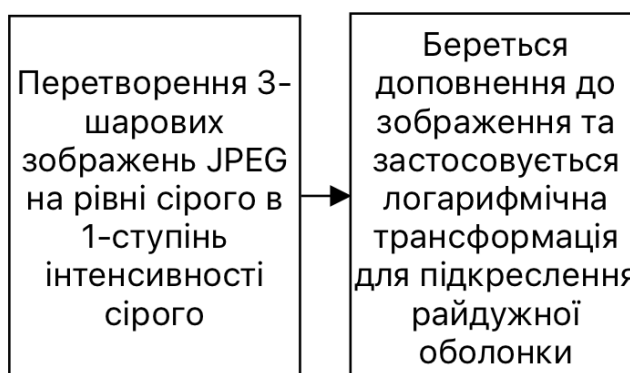 Перетворення 3-
шарових
зображень JPEG
на рівні сірого в
1-ступінь
інтенсивності
сірого
Береться
доповнення до
зображення та
застосовується
логарифмічна
трансформація
для підкреслення
райдужної
оболонки